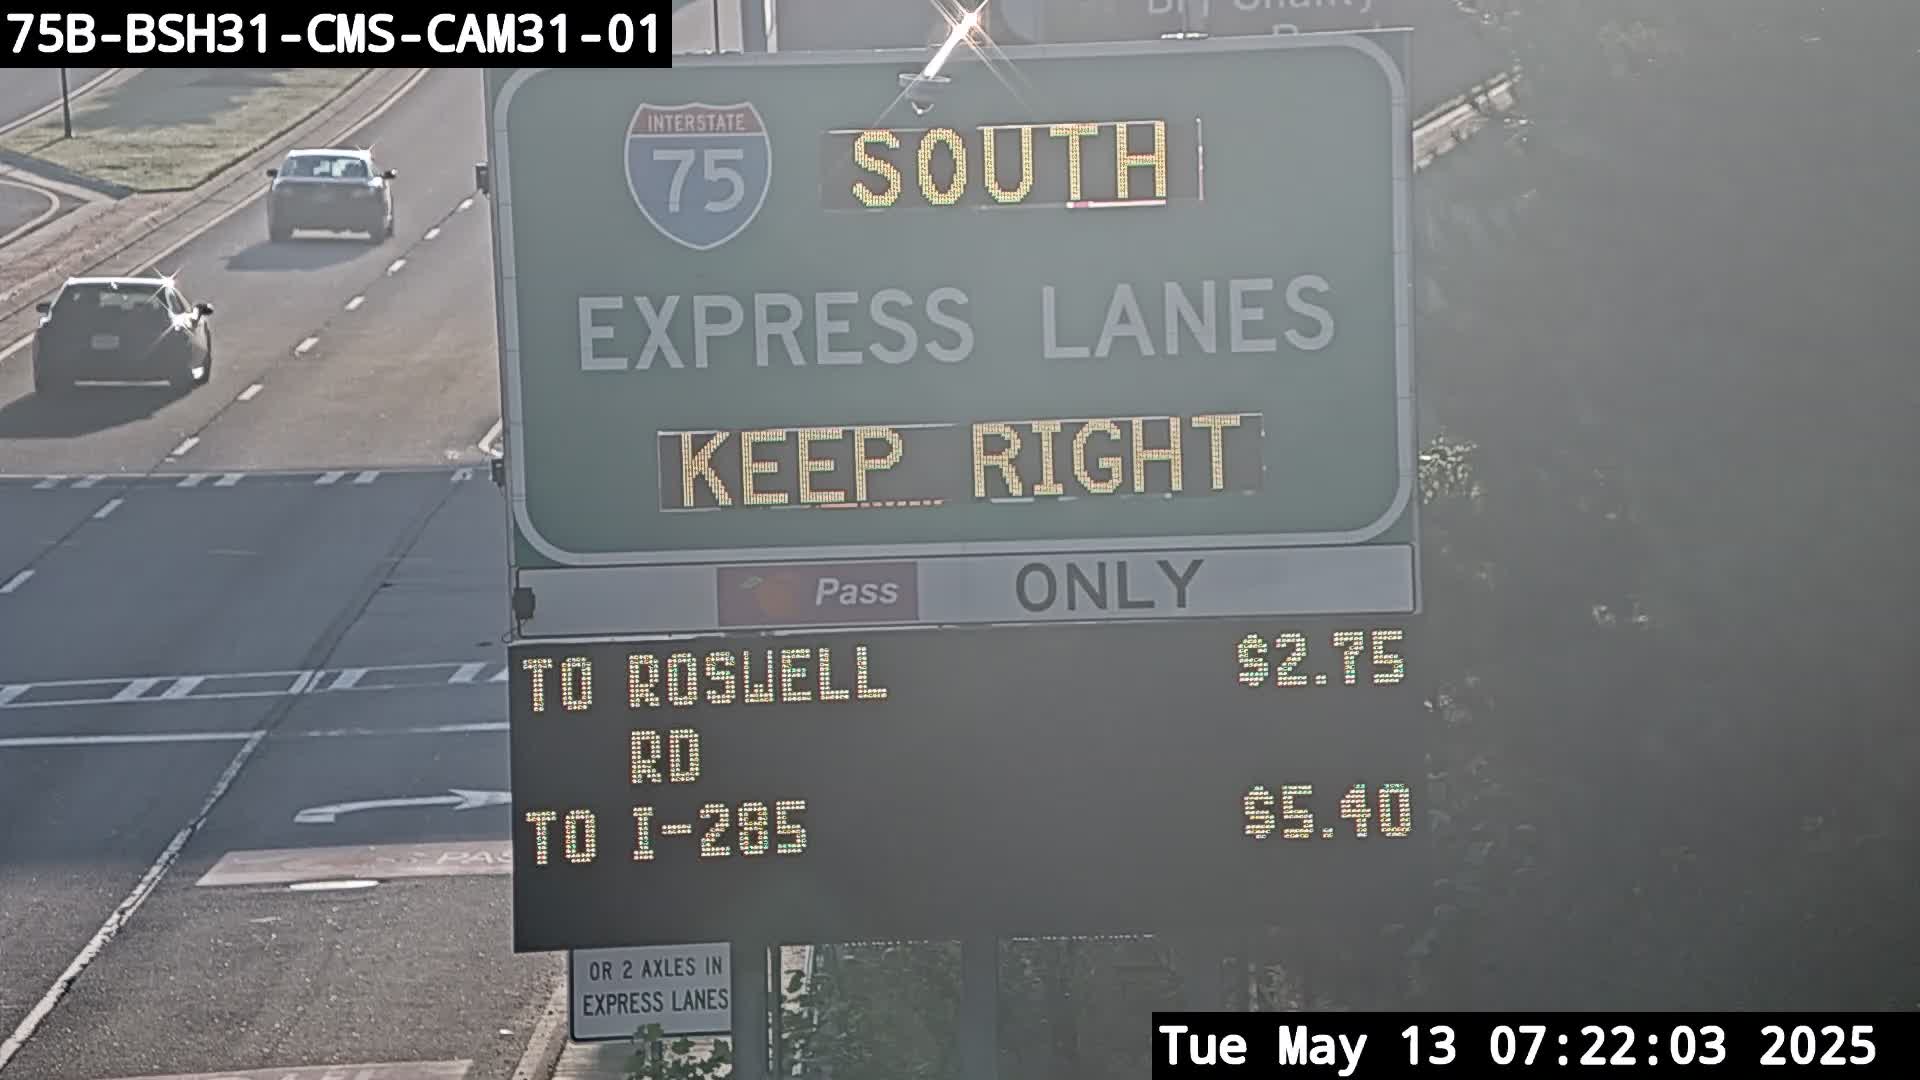 75B-BSH31-CMS-CAM31-01
INTERSTATE
75
SOUTH
EXPRESS LANES
KEEP RIGHT
Pass ONLY
TO ROSWELL $2.75
RD
TO I-285 $5.40
OR 2 AXLES IN
EXPRESS LANES
Tue May 13 07:22:03 2025